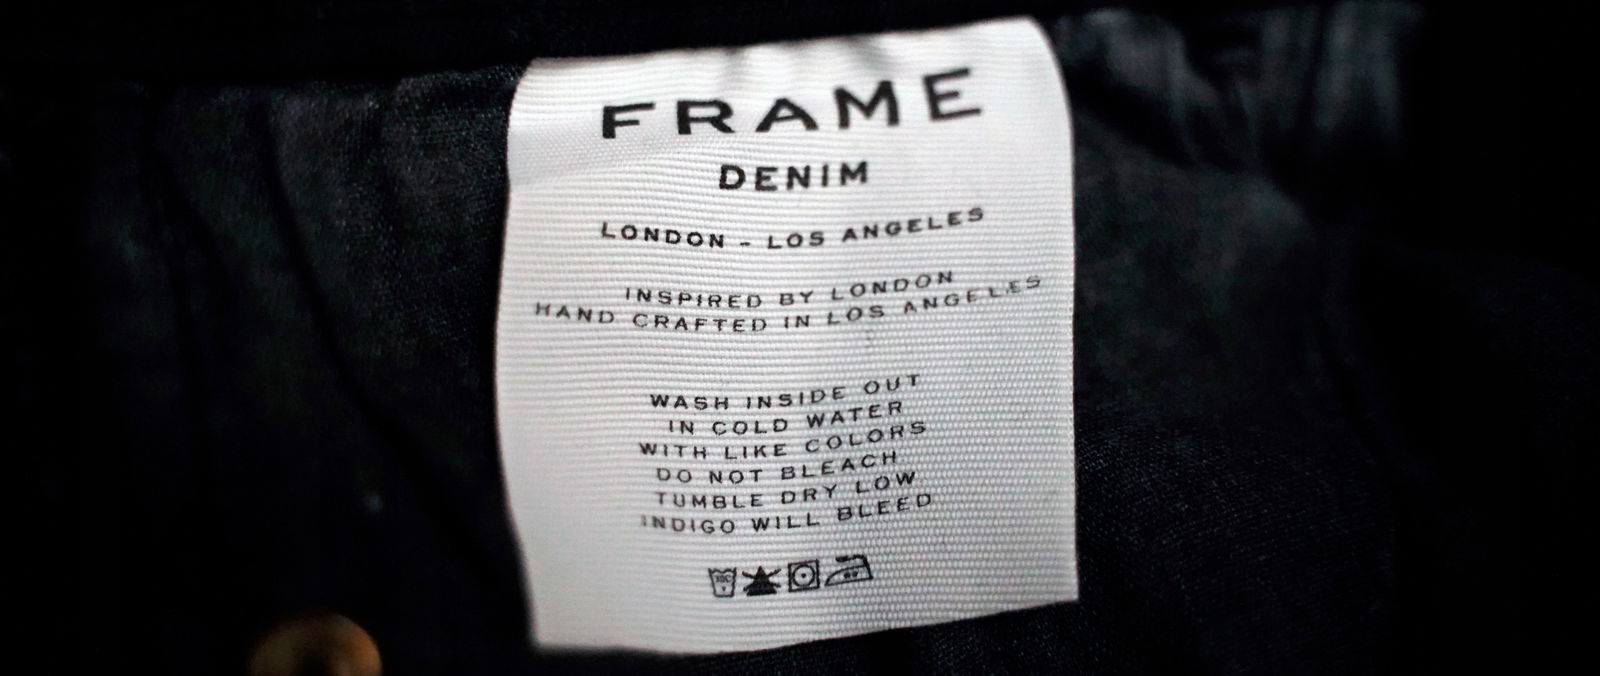 FRAME
DENIM
LONDON - LOS ANGELES
INSPIRED BY LONDON
HAND CRAFTED IN LOS ANGELES
WASH INSIDE OUT
IN COLD WATER
WITH LIKE COLORS
DO NOT BLEACH
TUMBLE DRY LOW
INDIGO WILL BLEED